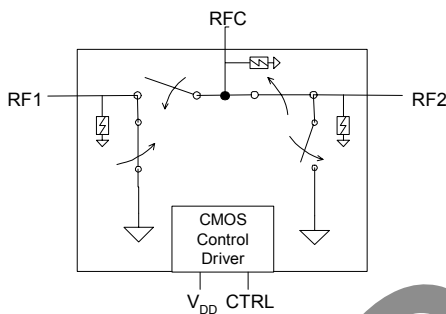 RFC
RF1
RF2
CMOS
Control
Driver
VDD CTRL